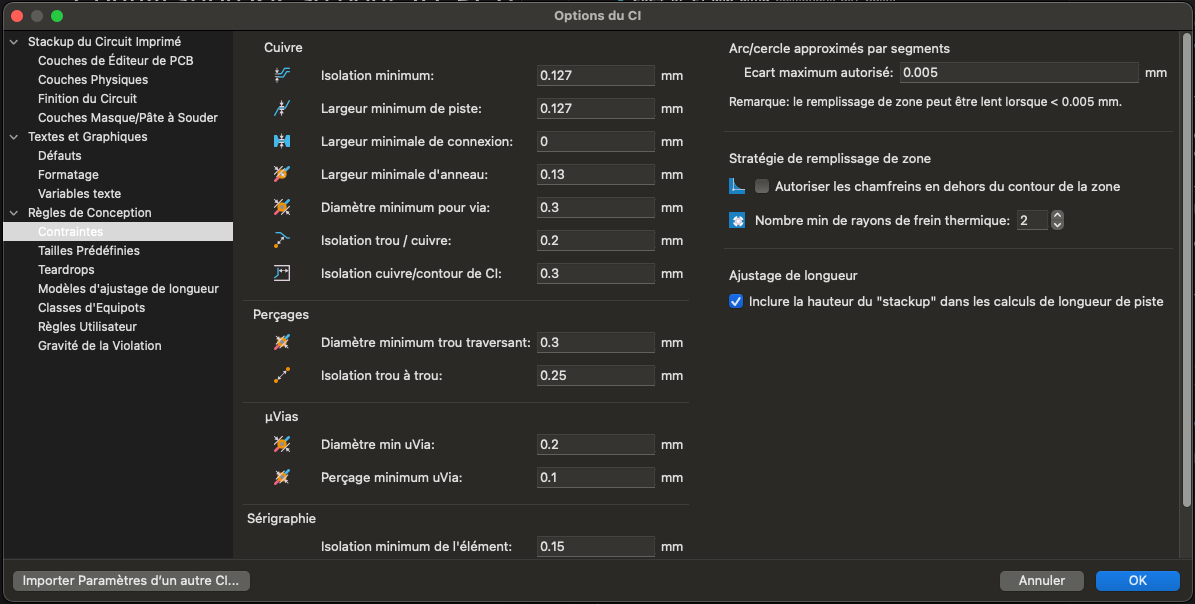 Options du CI
Stackup du Circuit Imprimé
Couches de Éditeur de PCB
Couches Physiques
Finition du Circuit
Couches Masque/Pâte à Souder
Textes et Graphiques
Défauts
Formatage
Variables texte
Règles de Conception
Contraintes
Tailles Prédéfinies
Teardrops
Modèles d'ajustage de longueur
Classes d'Equipots
Règles Utilisateur
Gravité de la Violation
Cuivre
Isolation minimum: 0.127 mm
Largeur minimum de piste: 0.127 mm
Largeur minimale de connexion: 0 mm
Largeur minimale d'anneau: 0.13 mm
Diamètre minimum pour via: 0.3 mm
Isolation trou / cuivre: 0.2 mm
Isolation cuivre/contour de CI: 0.3 mm
Perçages
Diamètre minimum trou traversant: 0.3 mm
Isolation trou à trou: 0.25 mm
µVias
Diamètre min uVia: 0.2 mm
Perçage minimum uVia: 0.1 mm
Sérigraphie
Isolation minimum de l'élément: 0.15 mm
Arc/cercle approximés par segments
Ecart maximum autorisé: 0.005 mm
Remarque: le remplissage de zone peut être lent lorsque < 0.005 mm.
Stratégie de remplissage de zone
Autoriser les chamfreins en dehors du contour de la zone
Nombre min de rayons de frein thermique: 2
Ajustage de longueur
Inclure la hauteur du "stackup" dans les calculs de longueur de piste
Importer Paramètres d'un autre CI...
Annuler
OK